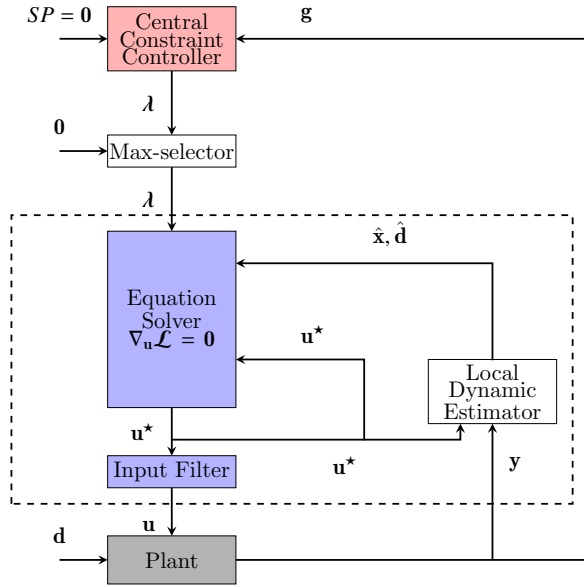 SP = 0
Central
Constraint
Controller
g
λ
0
Max-selector
λ
x̂, d̂
Equation
Solver
∇ᵤℒ = 0
u★
Local
Dynamic
Estimator
u★
Input Filter
u★
y
u
d
Plant